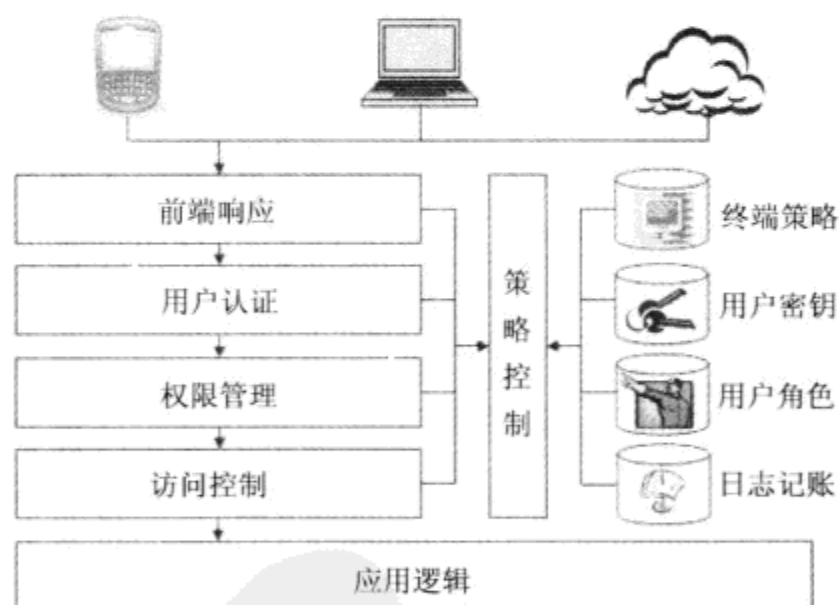 前端响应
用户认证
权限管理
访问控制
策略控制
终端策略
用户密钥
用户角色
日志记账
应用逻辑